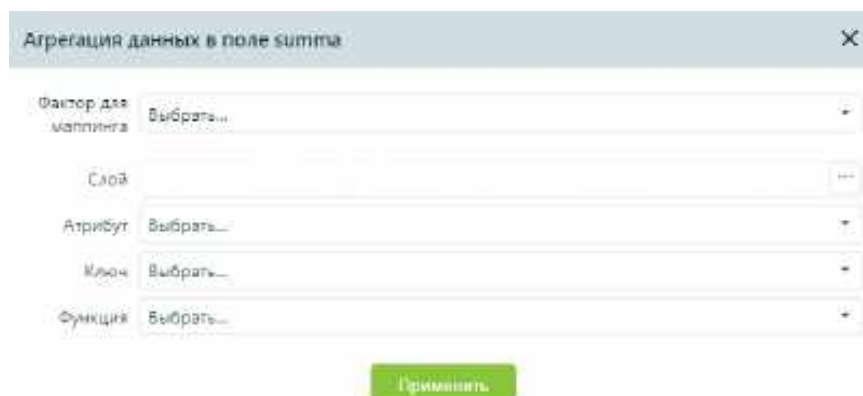 Агрегация данных в поле summa
Фактор для
маппинга
Выбрать...
Слой
Атрибут Выбрать...
Ключ Выбрать...
Функция Выбрать...
Применить